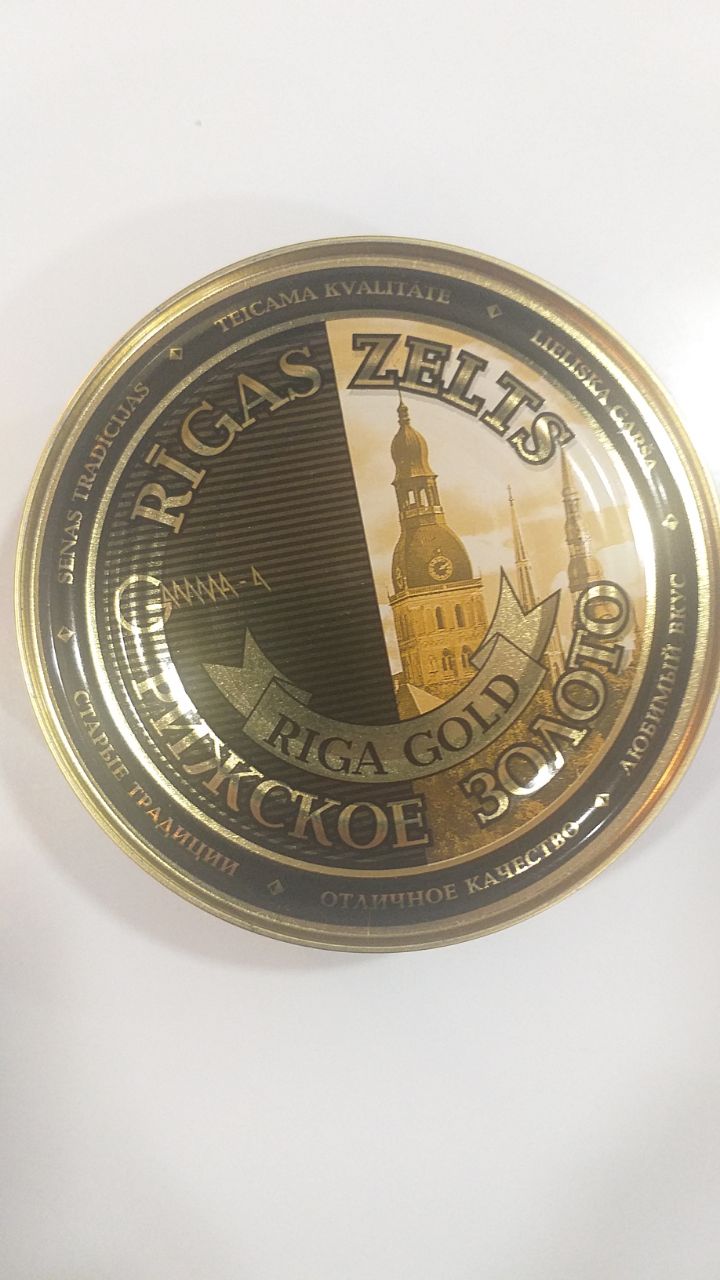 SENAS TRADĪCIJAS
TEICAMA KVALITĀTE
LIELISKA GARŠA
RĪGAS ZELTS
RIGA GOLD
РИЖСКОЕ ЗОЛОТО
СТАРЫЕ ТРАДИЦИИ
ОТЛИЧНОЕ КАЧЕСТВО
ЛЮБИМЫЙ ВКУС